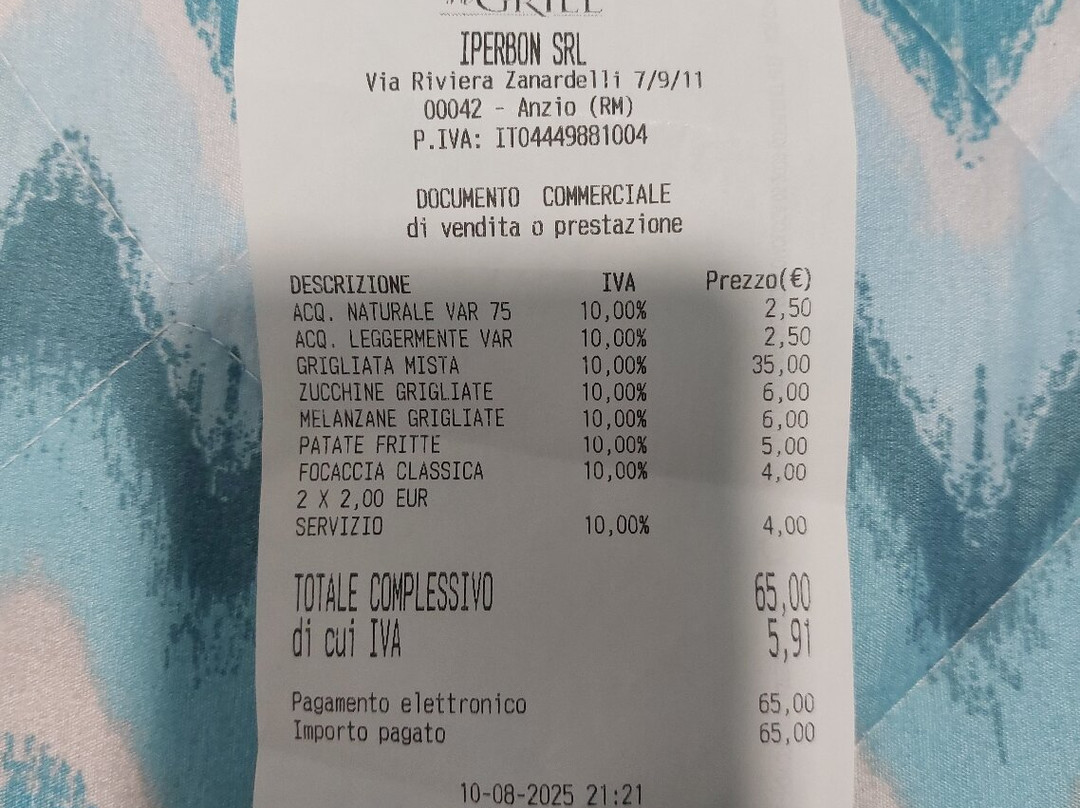 the GRILL
IPERBON SRL
Via Riviera Zanardelli 7/9/11
00042 - Anzio (RM)
P.IVA: IT04449881004
DOCUMENTO COMMERCIALE
di vendita o prestazione
DESCRIZIONE IVA Prezzo(€)
ACQ. NATURALE VAR 75 10,00% 2,50
ACQ. LEGGERMENTE VAR 10,00% 2,50
GRIGLIATA MISTA 10,00% 35,00
ZUCCHINE GRIGLIATE 10,00% 6,00
MELANZANE GRIGLIATE 10,00% 6,00
PATATE FRITTE 10,00% 5,00
FOCACCIA CLASSICA 10,00% 4,00
2 X 2,00 EUR
SERVIZIO 10,00% 4,00
TOTALE COMPLESSIVO 65,00
di cui IVA 5,91
Pagamento elettronico 65,00
Importo pagato 65,00
10-08-2025 21:21